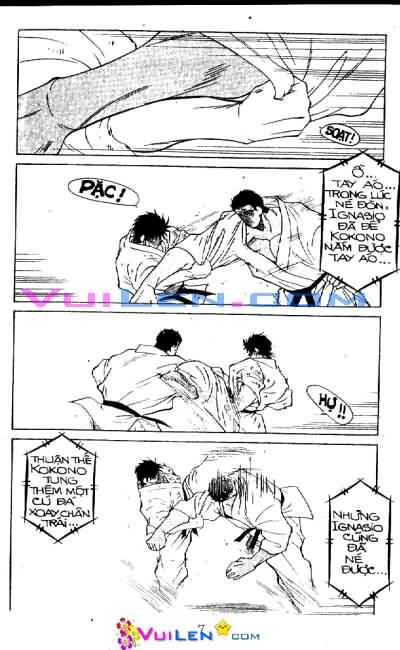 SOẠT!
PẶC!
Ồ...
TAY ÁO...
TRONG LÚC
NÉ ĐÒN,
IGNASIO
ĐÃ ĐỂ
KOKONO
NẮM ĐƯỢC
TAY ÁO...
VUILEN.COM
HỰ!!
THUẬN THẾ
KOKONO
TUNG
THÊM MỘT
CÚ ĐÁ
XOAY CHÂN
TRÁI...
NHƯNG
IGNASIO
CŨNG
ĐÃ
NÉ
ĐƯỢC...
7
VUILEN.COM